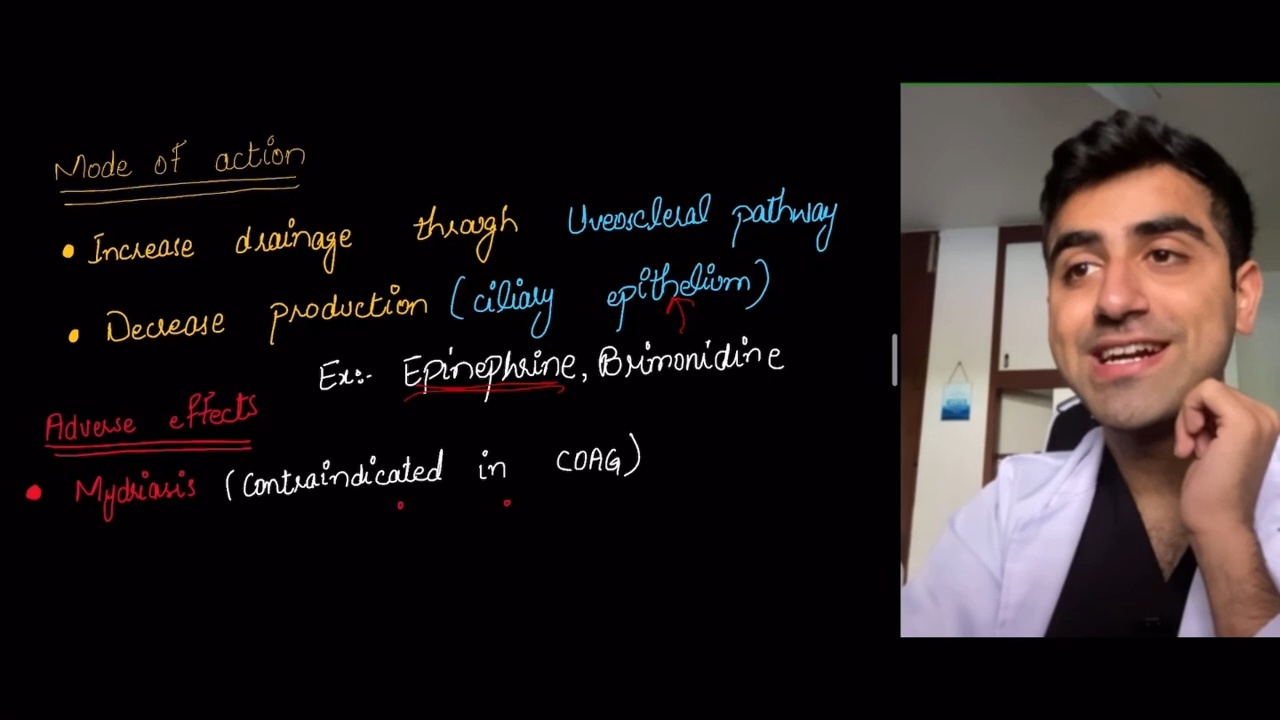 Mode of action
• Increase drainage through Uveoscleral pathway
• Decrease production (ciliary epithelium)
Ex:- Epinephrine, Brimonidine
Adverse effects
• Mydriasis (Contraindicated in COAG)